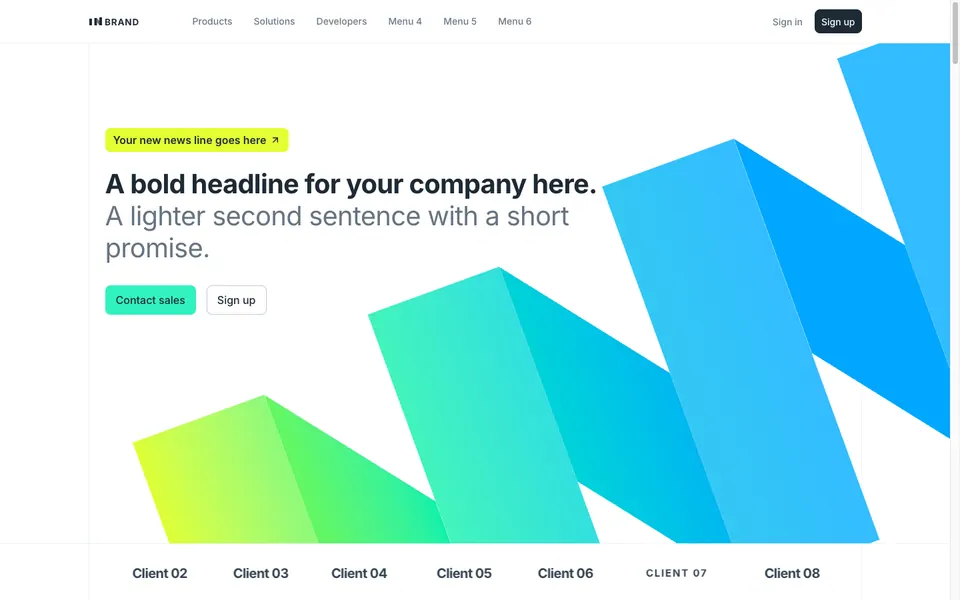 IN BRAND
Products Solutions Developers Menu 4 Menu 5 Menu 6 Sign in Sign up
Your new news line goes here ↗
A bold headline for your company here.
A lighter second sentence with a short
promise.
Contact sales Sign up
Client 02 Client 03 Client 04 Client 05 Client 06 CLIENT 07 Client 08